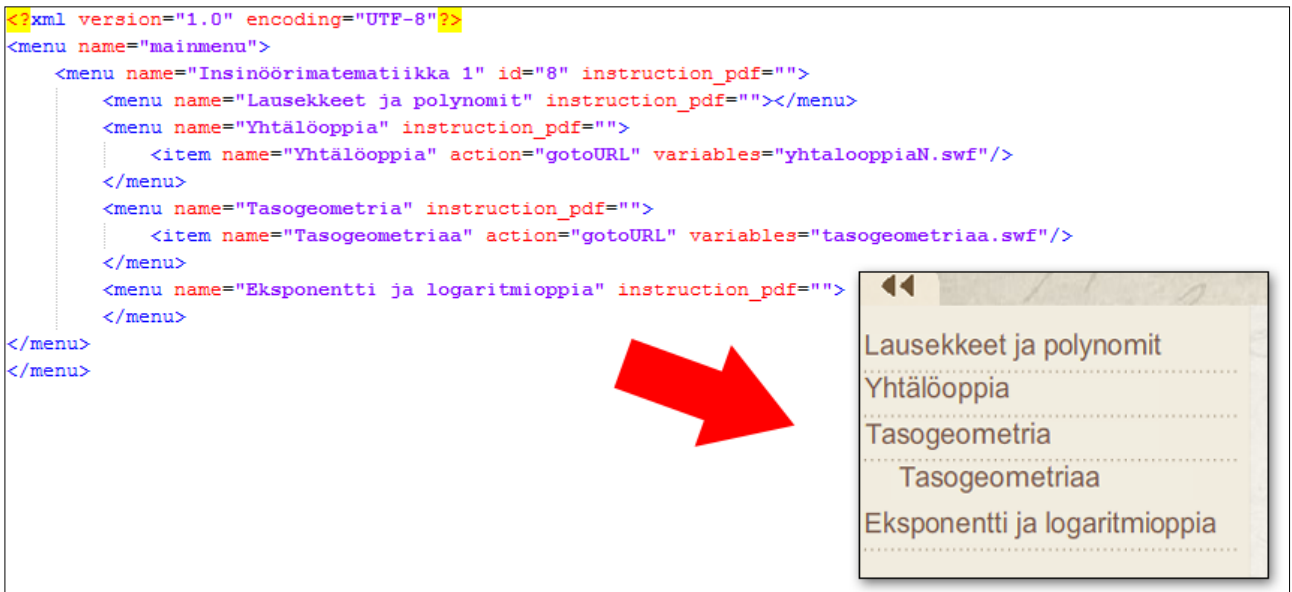 <?xml version="1.0" encoding="UTF-8"?>
<menu name="mainmenu">
    <menu name="Insinöörimatematiikka 1" id="8" instruction_pdf="">
        <menu name="Lausekkeet ja polynomit" instruction_pdf=""></menu>
        <menu name="Yhtälöoppia" instruction_pdf="">
            <item name="Yhtälöoppia" action="gotoURL" variables="yhtalooppiaN.swf"/>
        </menu>
        <menu name="Tasogeometria" instruction_pdf="">
            <item name="Tasogeometriaa" action="gotoURL" variables="tasogeometriaa.swf"/>
        </menu>
        <menu name="Eksponentti ja logaritmioppia" instruction_pdf="">
        </menu>
</menu>
</menu>
Lausekkeet ja polynomit
Yhtälöoppia
Tasogeometria
Tasogeometriaa
Eksponentti ja logaritmioppia